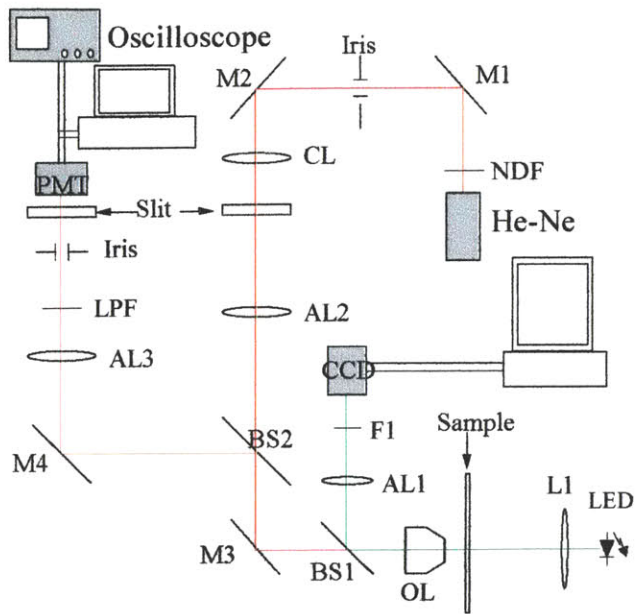 Oscilloscope
Iris
M2
M1
CL
NDF
PMT
Slit
He-Ne
Iris
LPF
AL2
AL3
CCD
F1
Sample
BS2
M4
AL1
L1
LED
M3
BS1
OL